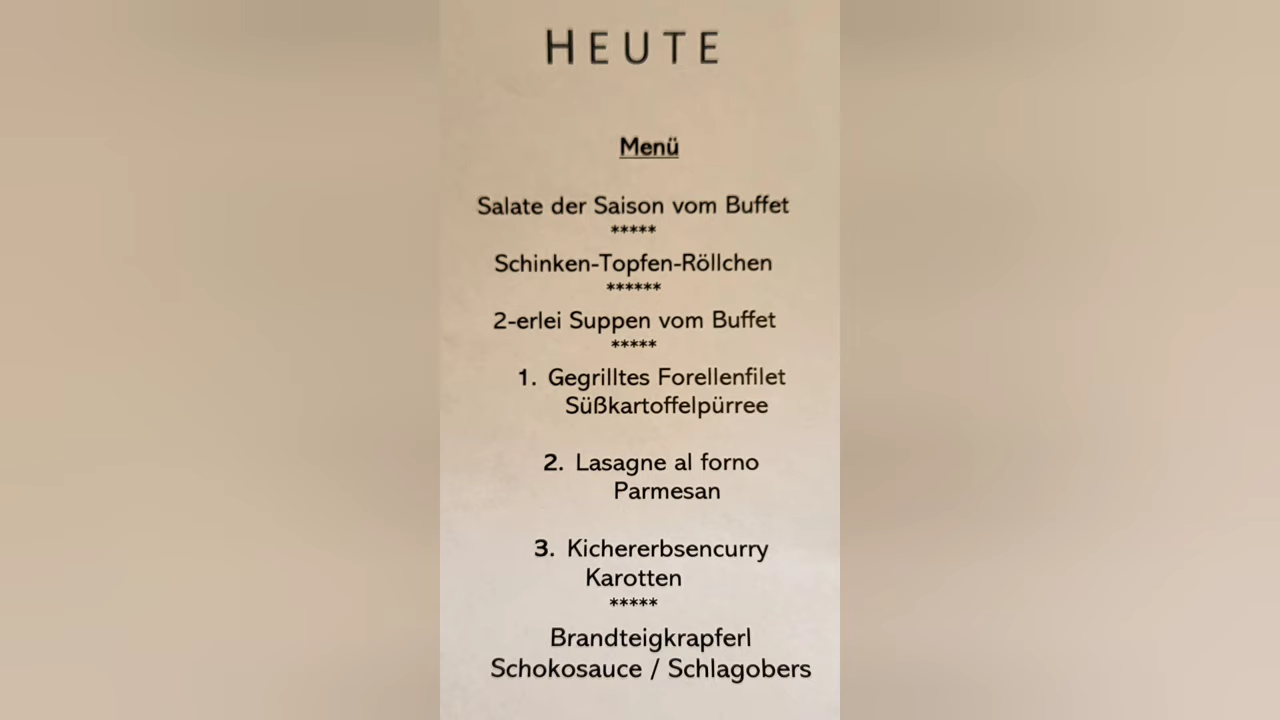 HEUTE
Menü
Salate der Saison vom Buffet
*****
Schinken-Topfen-Röllchen
******
2-erlei Suppen vom Buffet
*****
1. Gegrilltes Forellenfilet
Süßkartoffelpürree
2. Lasagne al forno
Parmesan
3. Kichererbsencurry
Karotten
*****
Brandteigkrapferl
Schokosauce / Schlagobers